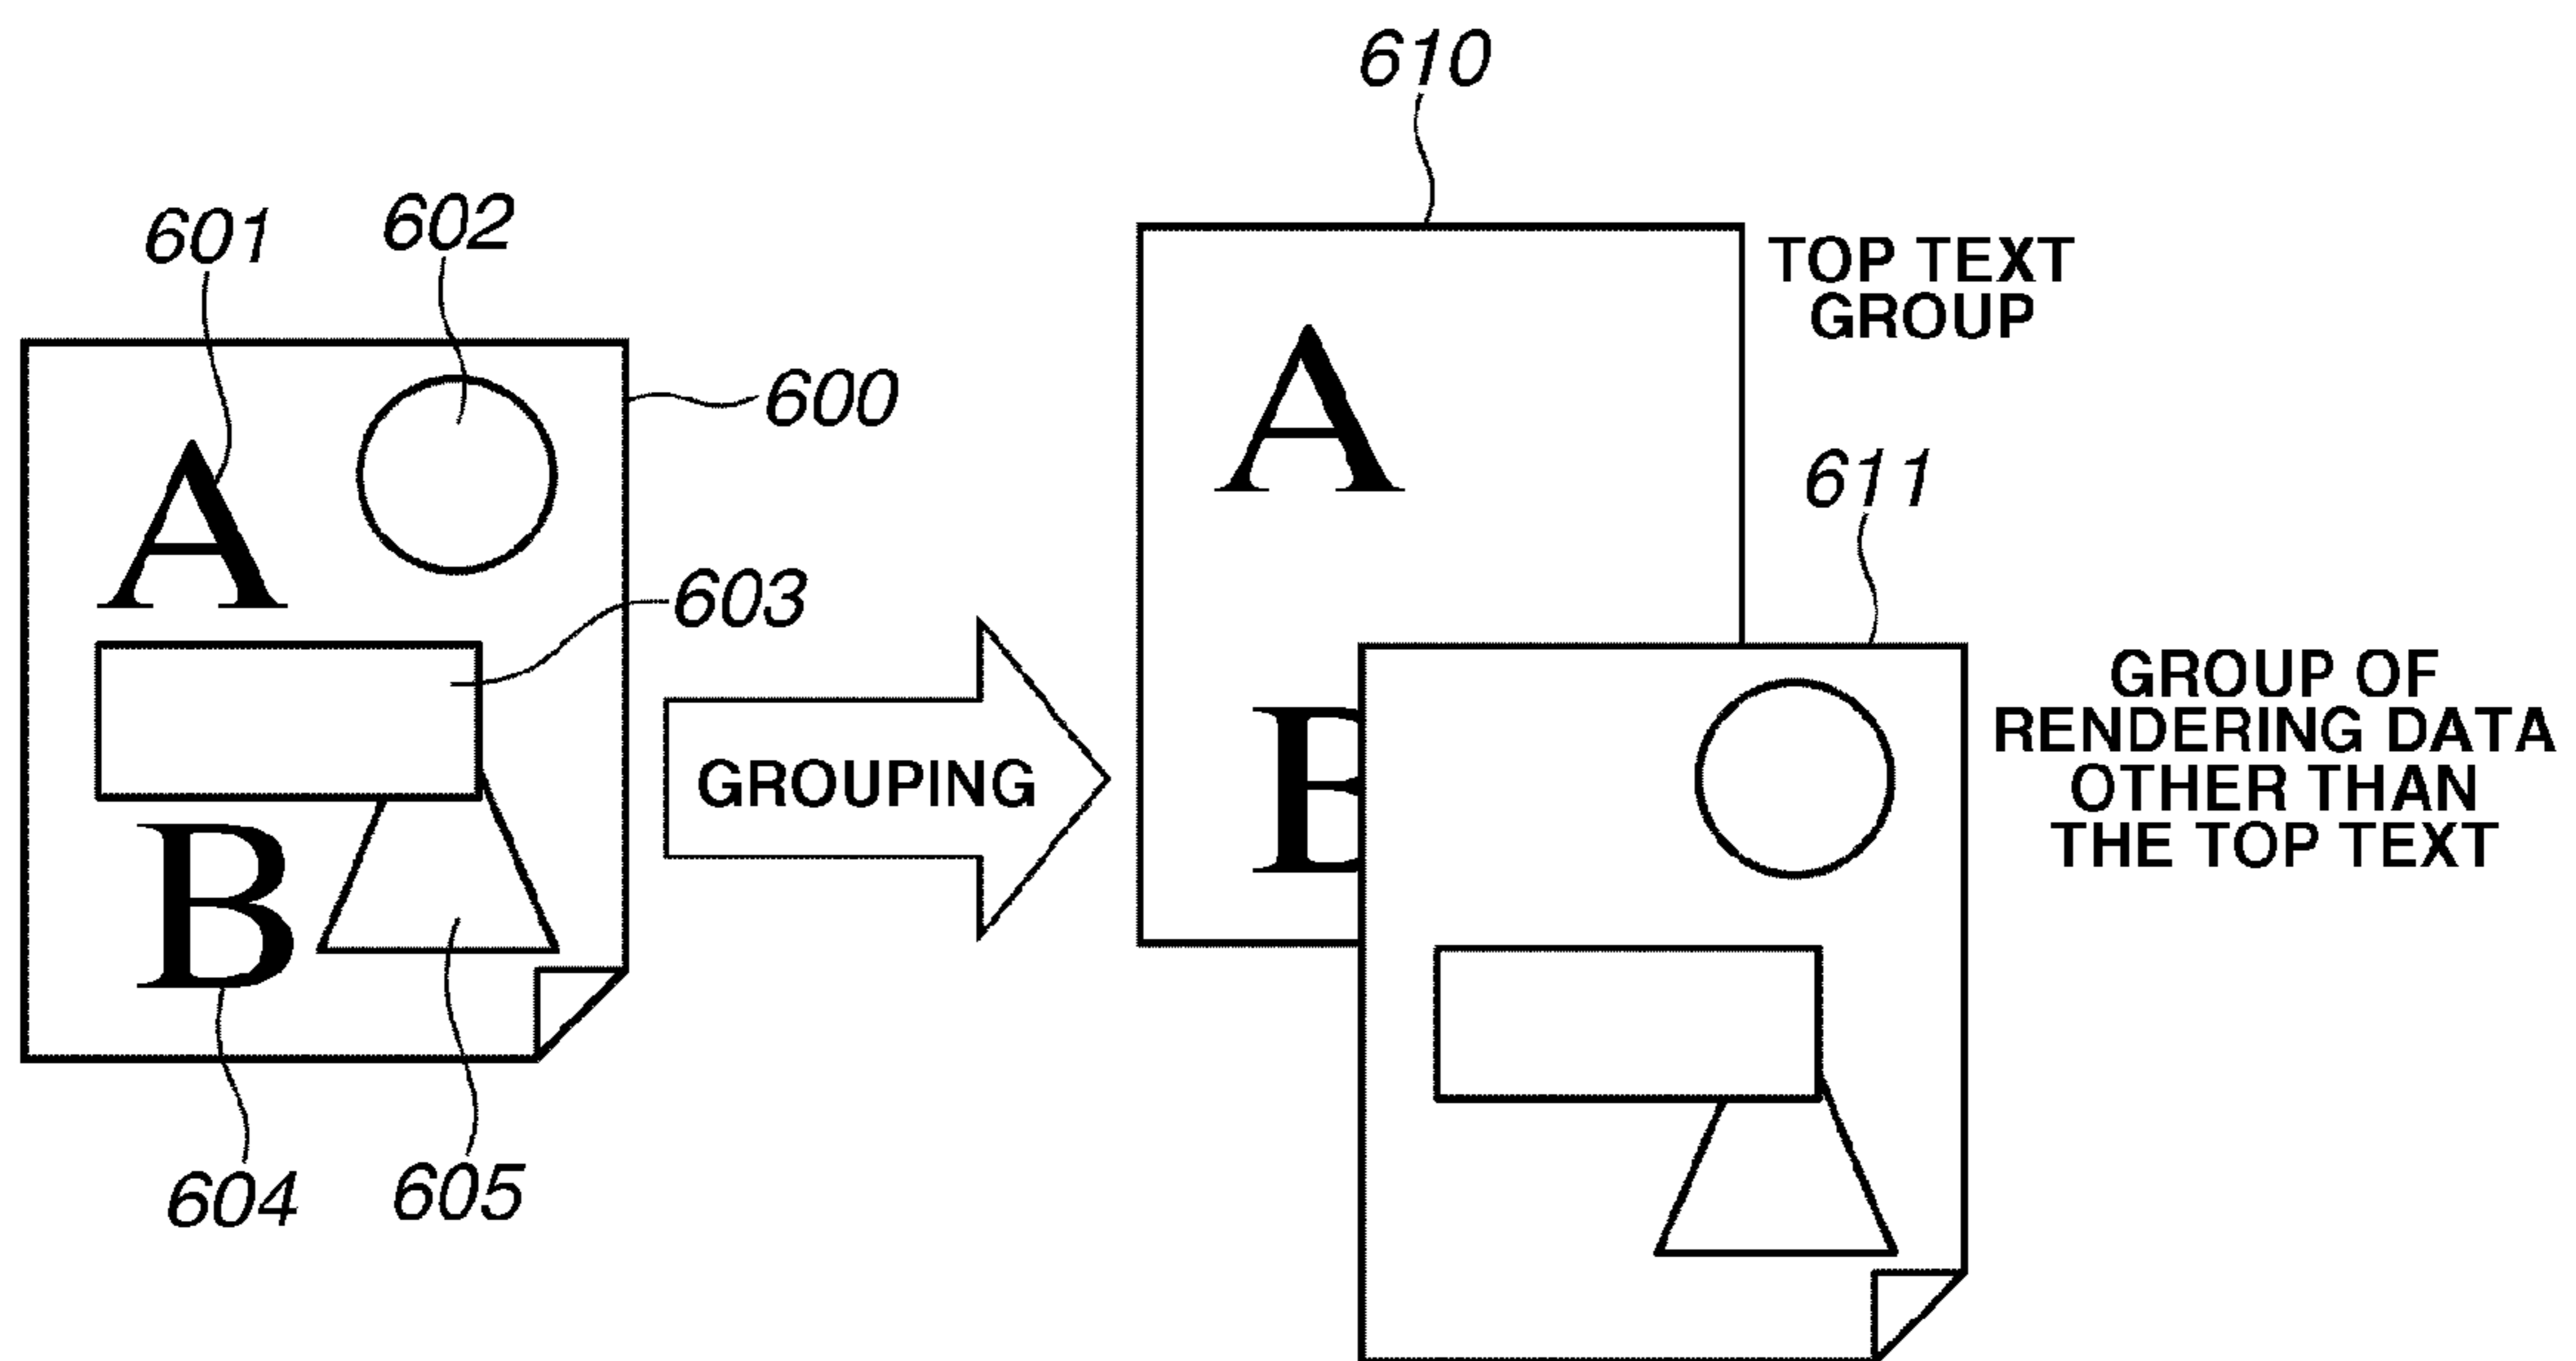 610
601
602
TOP TEXT
GROUP
600
A
A
611
603
GROUP OF
RENDERING DATA
OTHER THAN
THE TOP TEXT
GROUPING
B
B
604
605